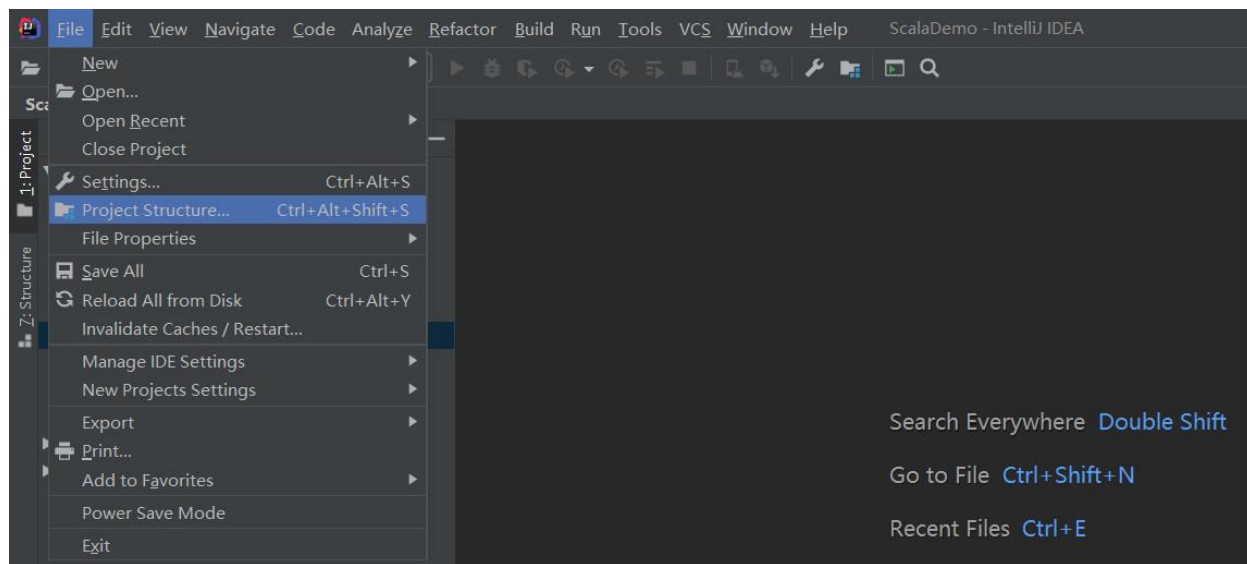 File Edit View Navigate Code Analyze Refactor Build Run Tools VCS Window Help ScalaDemo - IntelliJ IDEA
New
Open...
Sca
Open Recent
Close Project
1: Project
Settings... Ctrl+Alt+S
Project Structure... Ctrl+Alt+Shift+S
File Properties
Save All Ctrl+S
Reload All from Disk Ctrl+Alt+Y
Invalidate Caches / Restart...
Z: Structure
Manage IDE Settings
New Projects Settings
Export
Print...
Add to Favorites
Power Save Mode
Exit
Search Everywhere Double Shift
Go to File Ctrl+Shift+N
Recent Files Ctrl+E